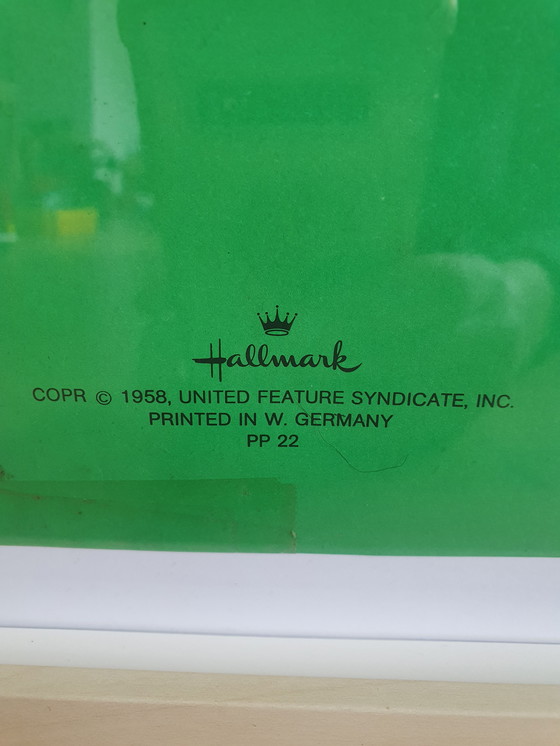 Hallmark
COPR © 1958, UNITED FEATURE SYNDICATE, INC.
PRINTED IN W. GERMANY
PP 22